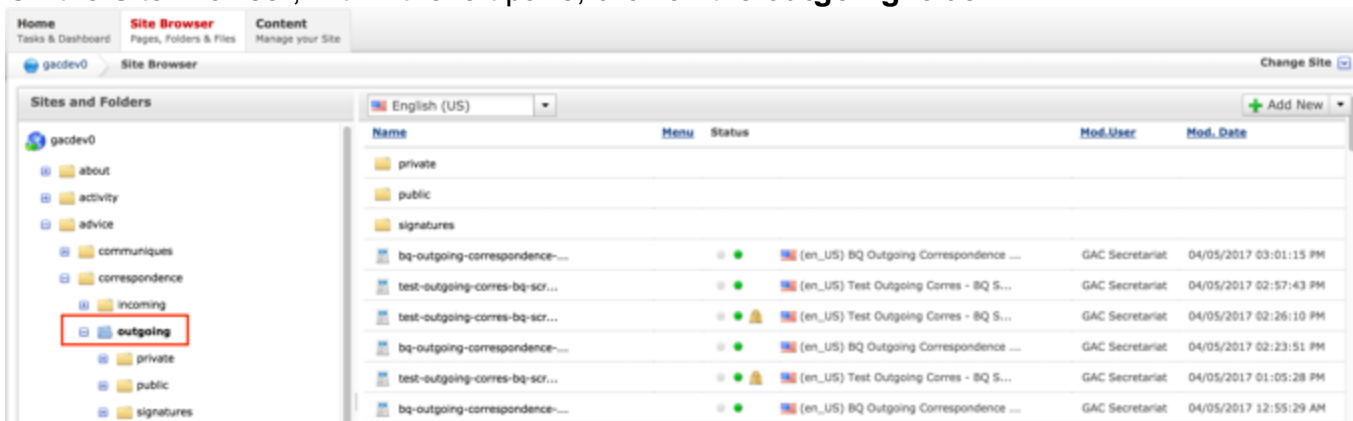 Home Site Browser Content
Tasks & Dashboard Pages, Folders & Files Manage your Site
gacdev0 Site Browser Change Site
Sites and Folders
gacdev0
about
activity
advice
communiques
correspondence
incoming
outgoing
private
public
signatures
English (US) Add New
Name Menu Status Mod.User Mod. Date
private
public
signatures
bq-outgoing-correspondence-... (en_US) BQ Outgoing Correspondence .... GAC Secretariat 04/05/2017 03:01:15 PM
test-outgoing-corres-bq-scr... (en_US) Test Outgoing Corres - BQ S... GAC Secretariat 04/05/2017 02:57:43 PM
test-outgoing-corres-bq-scr... (en_US) Test Outgoing Corres - BQ S... GAC Secretariat 04/05/2017 02:26:10 PM
bq-outgoing-correspondence-... (en_US) BQ Outgoing Correspondence .... GAC Secretariat 04/05/2017 02:23:51 PM
test-outgoing-corres-bq-scr... (en_US) Test Outgoing Corres - BQ S... GAC Secretariat 04/05/2017 01:05:28 PM
bq-outgoing-correspondence-... (en_US) BQ Outgoing Correspondence .... GAC Secretariat 04/05/2017 12:55:29 AM